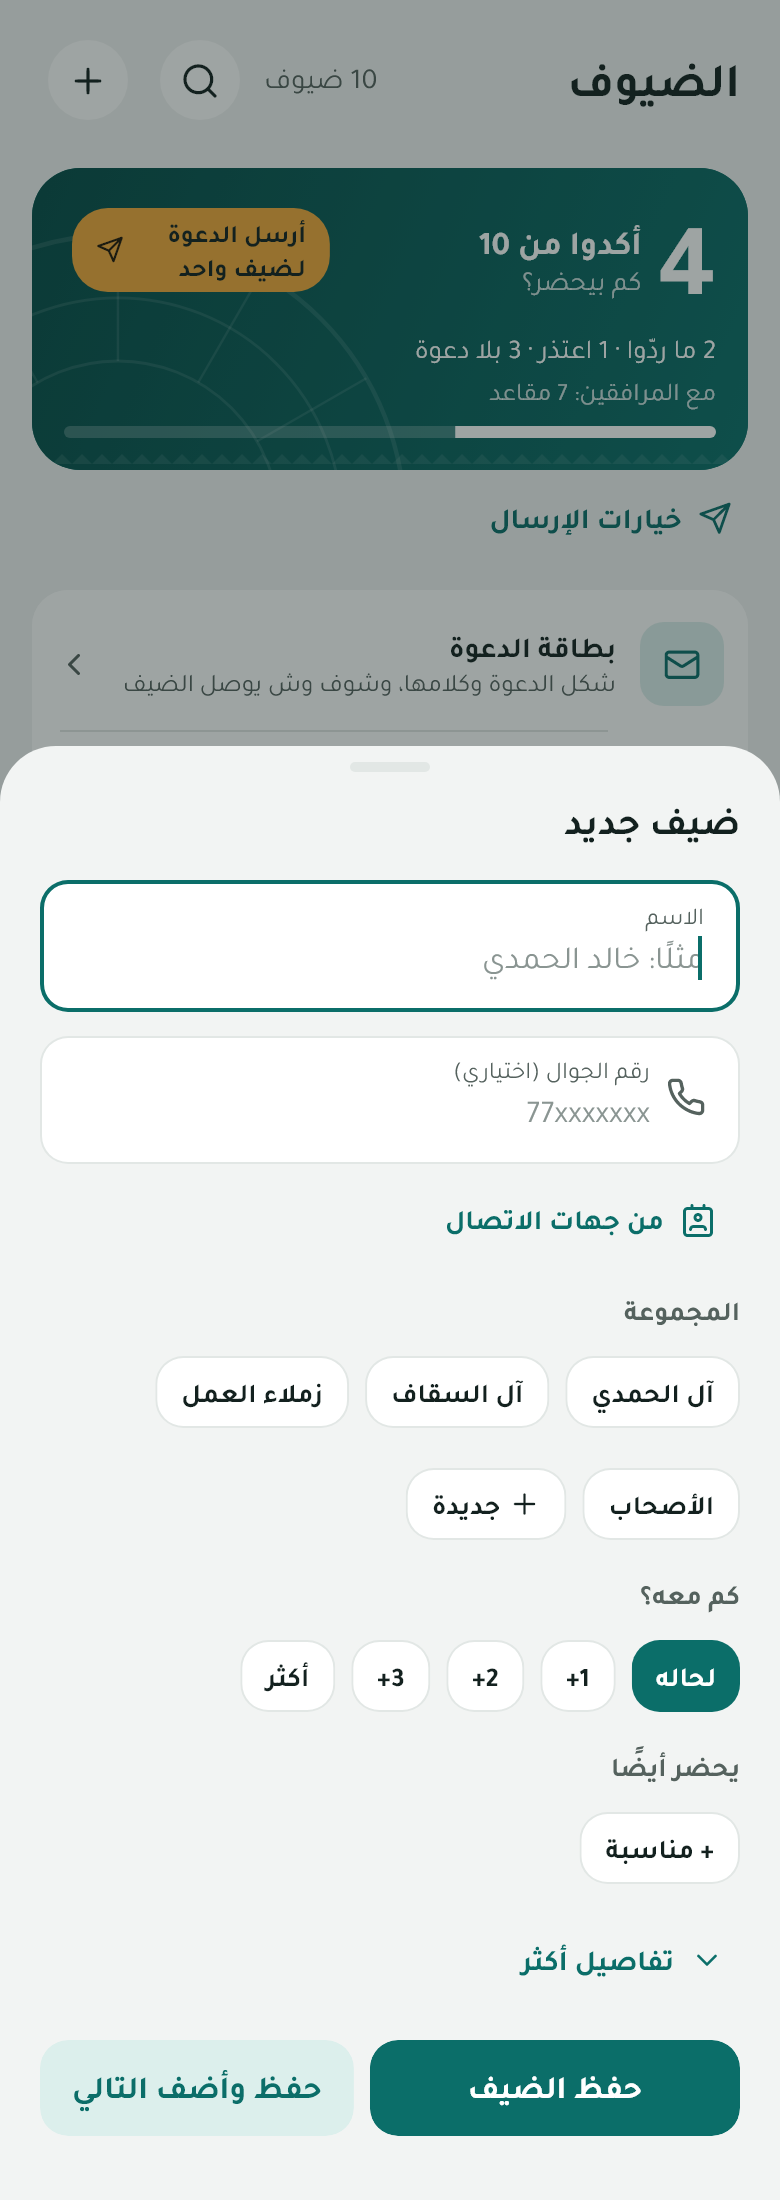 الضيوف
10 ضيوف
4
أكدوا من 10
كم بيحضر؟
أرسل الدعوة
لضيف واحد
2 ما ردّوا · 1 اعتذر · 3 بلا دعوة
مع المرافقين: 7 مقاعد
خيارات الإرسال
بطاقة الدعوة
شكل الدعوة وكلامها، وشوف وش يوصل الضيف
ضيف جديد
الاسم
مثلًا: خالد الحمدي
رقم الجوال (اختياري)
77xxxxxxx
من جهات الاتصال
المجموعة
آل الحمدي
آل السقاف
زملاء العمل
الأصحاب
+ جديدة
كم معه؟
لحاله
+1
+2
+3
أكثر
يحضر أيضًا
+ مناسبة
تفاصيل أكثر
حفظ الضيف
حفظ وأضف التالي